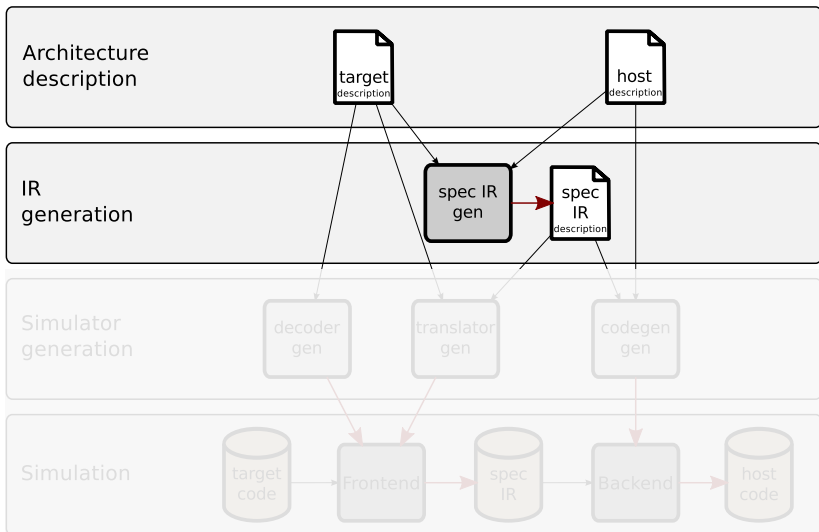 Architecture
description
target
description
host
description
IR
generation
spec IR
gen
spec
IR
description
Simulator
generation
decoder
gen
translator
gen
codegen
gen
Simulation
target
code
Frontend
spec
IR
Backend
host
code